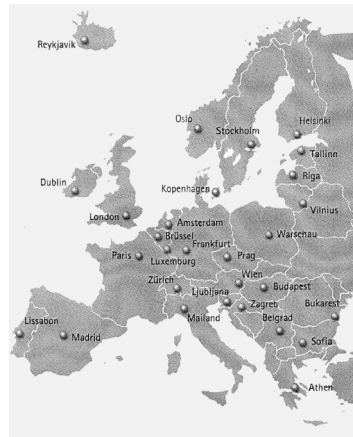 Reykjavik
Oslo
Helsinki
Stockholm
Tallinn
Riga
Dublin
Kopenhagen
Vilnius
London
Amsterdam
Warschau
Brüssel
Frankfurt
Paris
Luxemburg
Prag
Wien
Zürich
Ljubljana
Budapest
Mailand
Zagreb
Bukarest
Lissabon
Belgrad
Madrid
Sofia
Athen